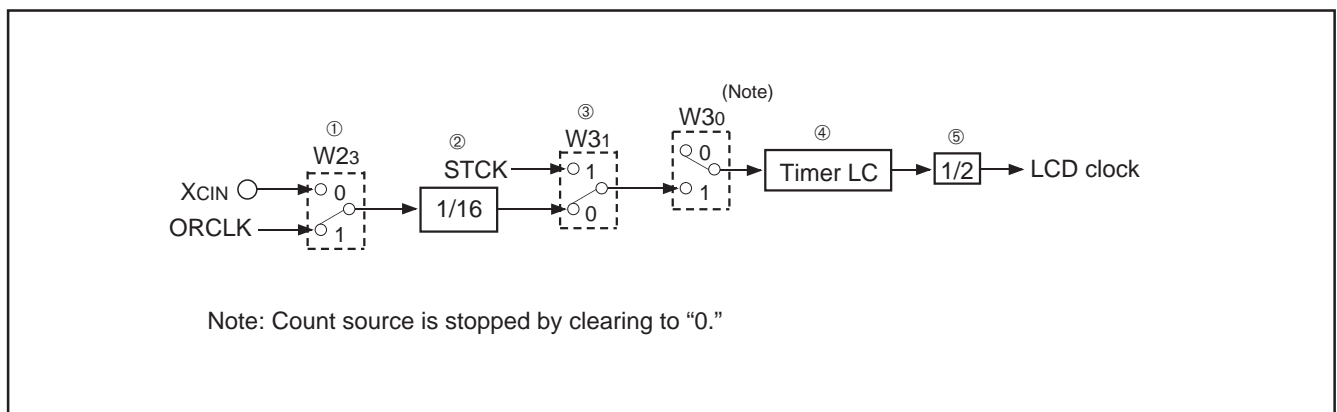 (Note)
① ② ③ W30 ④ ⑤
W23 W31
STCK 1 0 Timer LC 1/2 LCD clock
XCIN 0 1/16 0 1
ORCLK 1
Note: Count source is stopped by clearing to “0.”